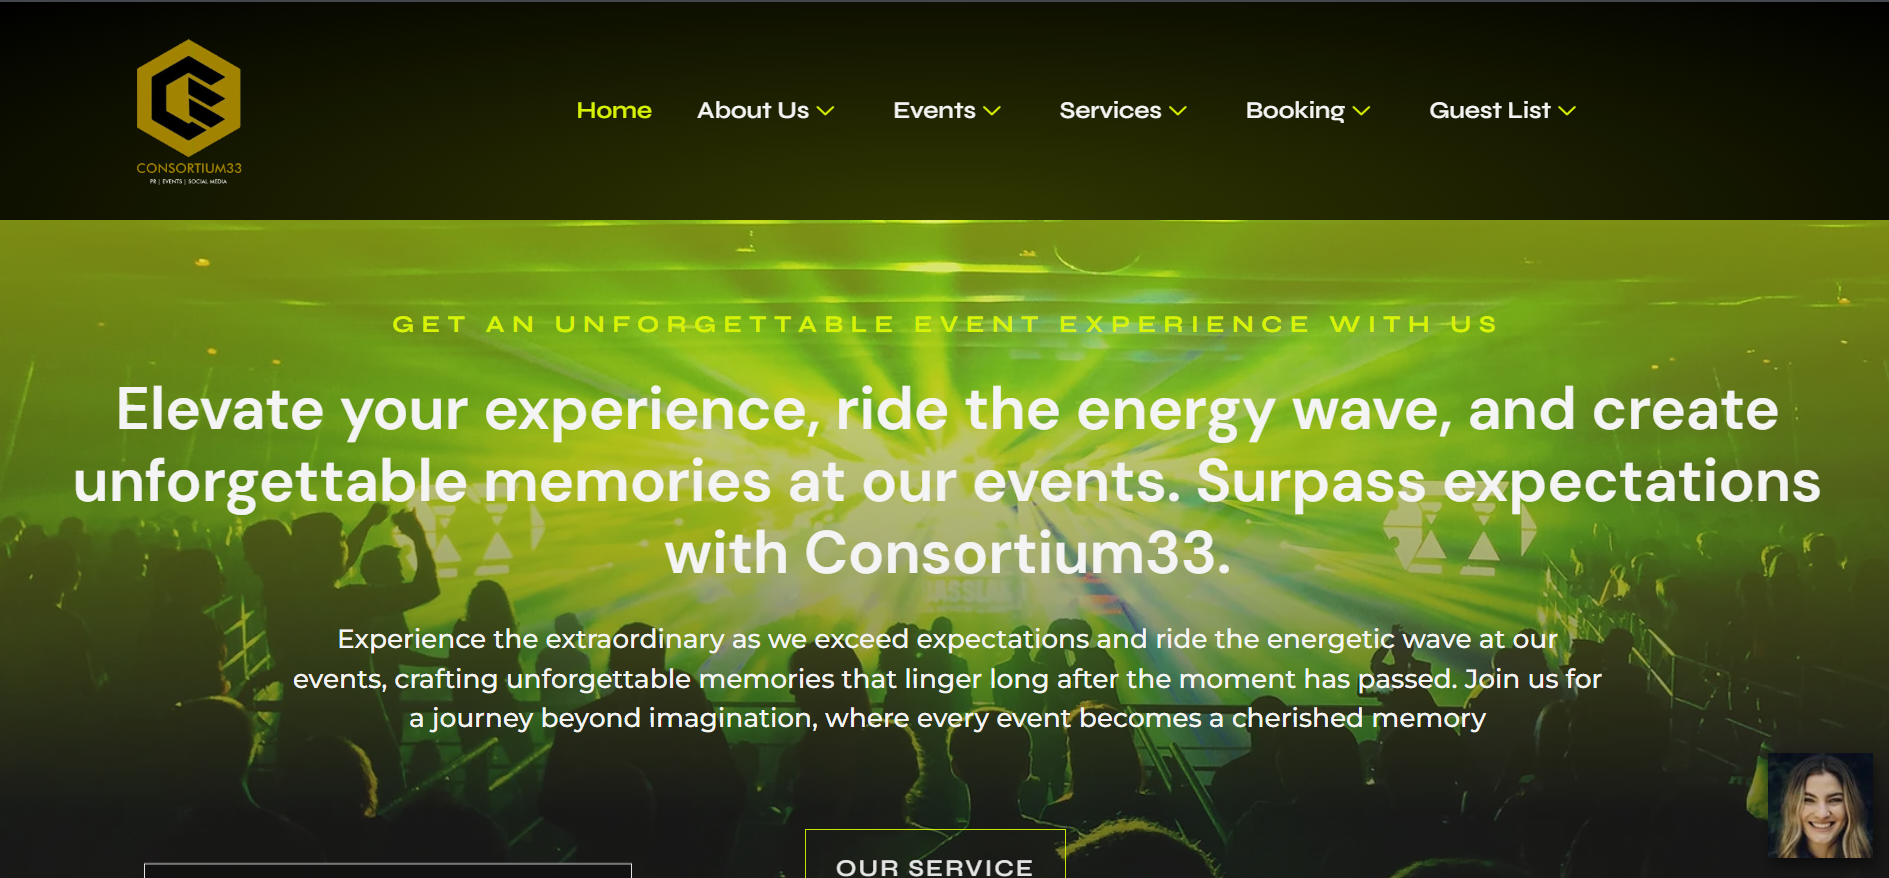 CONSORTIUM33
PR | EVENTS | SOCIAL MEDIA
Home About Us Events Services Booking Guest List
GET AN UNFORGETTABLE EVENT EXPERIENCE WITH US
Elevate your experience, ride the energy wave, and create
unforgettable memories at our events. Surpass expectations
with Consortium33.
Experience the extraordinary as we exceed expectations and ride the energetic wave at our
events, crafting unforgettable memories that linger long after the moment has passed. Join us for
a journey beyond imagination, where every event becomes a cherished memory
OUR SERVICE